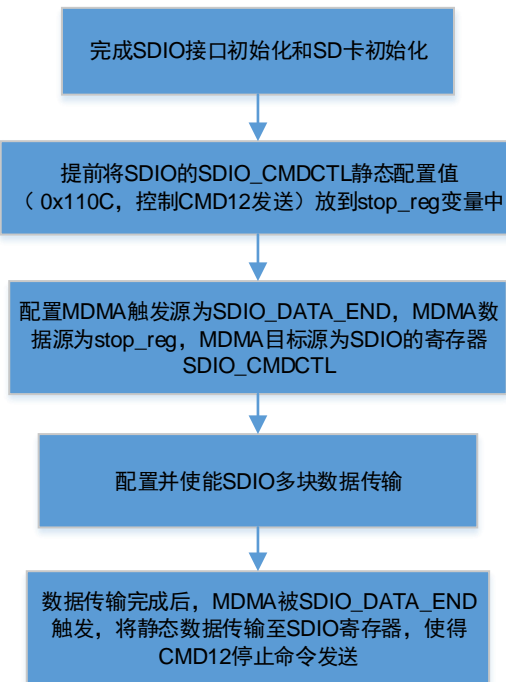 完成SDIO接口初始化和SD卡初始化
提前将SDIO的SDIO_CMDCTL静态配置值
（ 0x110C，控制CMD12发送）放到stop_reg变量中
配置MDMA触发源为SDIO_DATA_END，MDMA数
据源为stop_reg，MDMA目标源为SDIO的寄存器
SDIO_CMDCTL
配置并使能SDIO多块数据传输
数据传输完成后，MDMA被SDIO_DATA_END
触发，将静态数据传输至SDIO寄存器，使得
CMD12停止命令发送